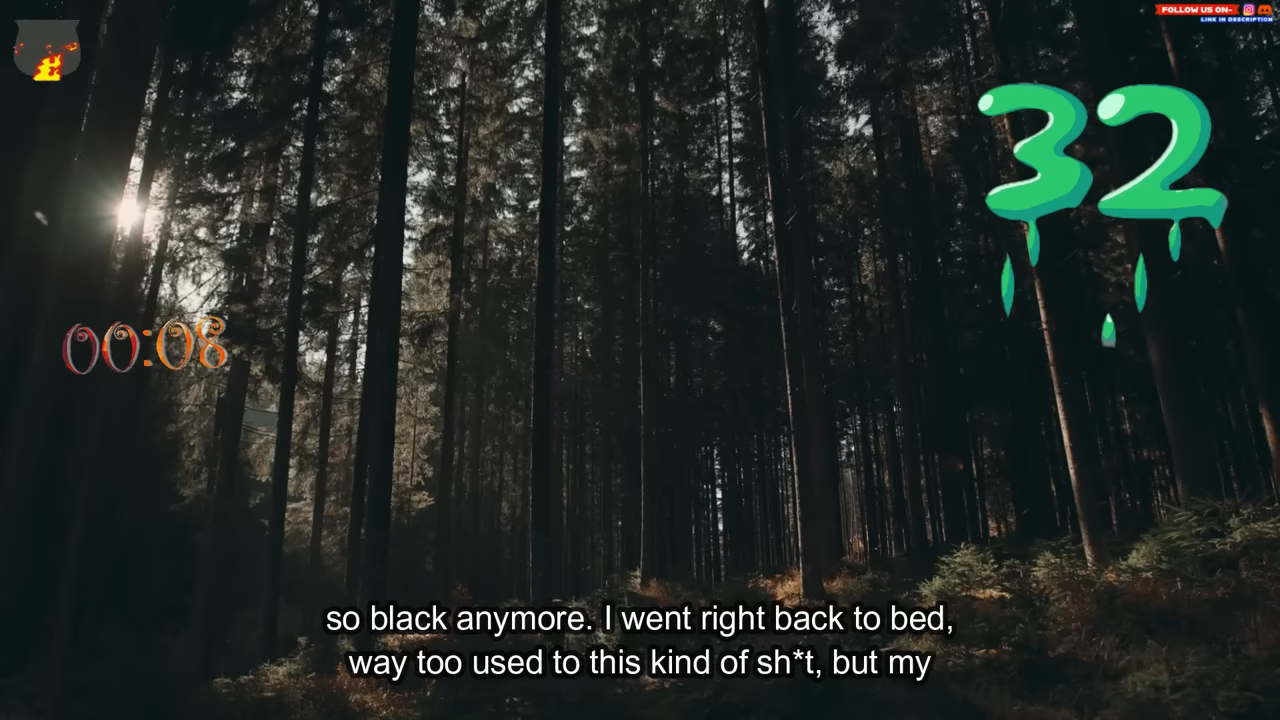 FOLLOW US ON-
LINK IN DESCRIPTION
32
00:08
so black anymore. I went right back to bed,
way too used to this kind of sh*t, but my